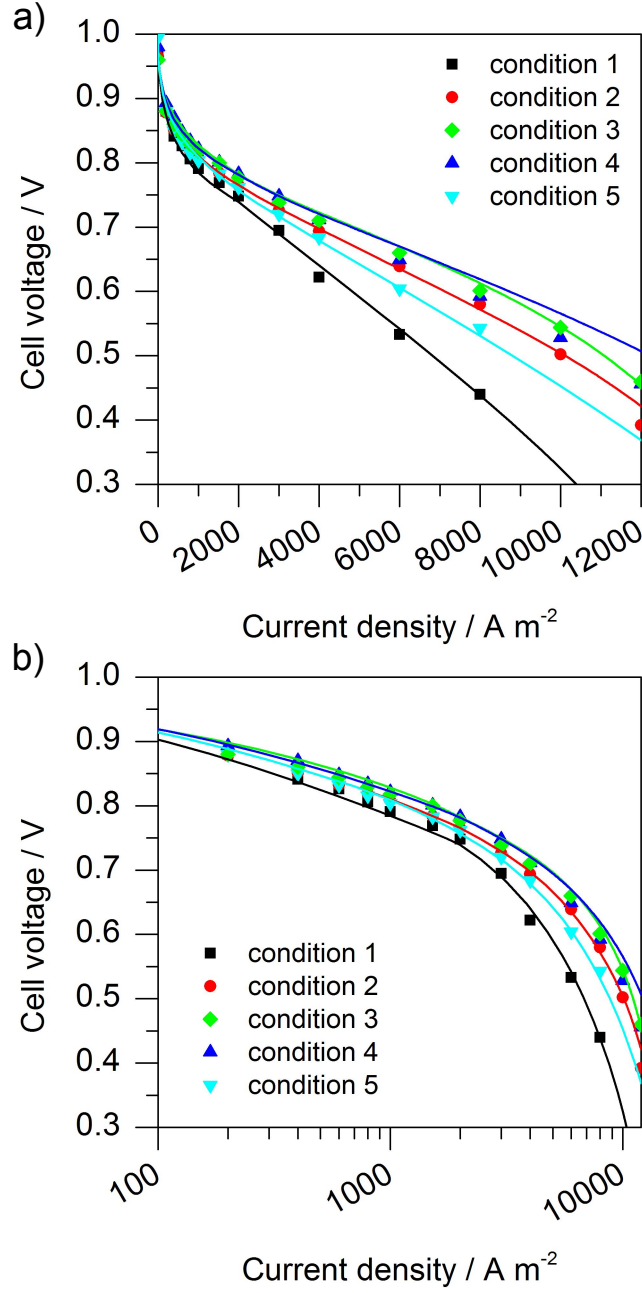 a)
1.0
0.9
0.8
0.7
0.6
0.5
0.4
0.3
Cell voltage / V
condition 1
condition 2
condition 3
condition 4
condition 5
0 2000 4000 6000 8000 10000 12000
Current density / A m⁻²
b)
1.0
0.9
0.8
0.7
0.6
0.5
0.4
0.3
Cell voltage / V
condition 1
condition 2
condition 3
condition 4
condition 5
100 1000 10000
Current density / A m⁻²